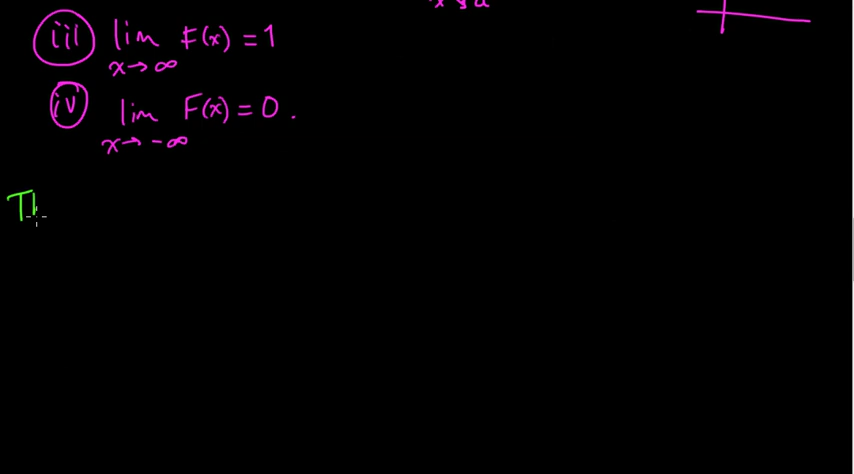 (iii) lim F(x) = 1
x→∞
(iv) lim F(x) = 0.
x→ -∞